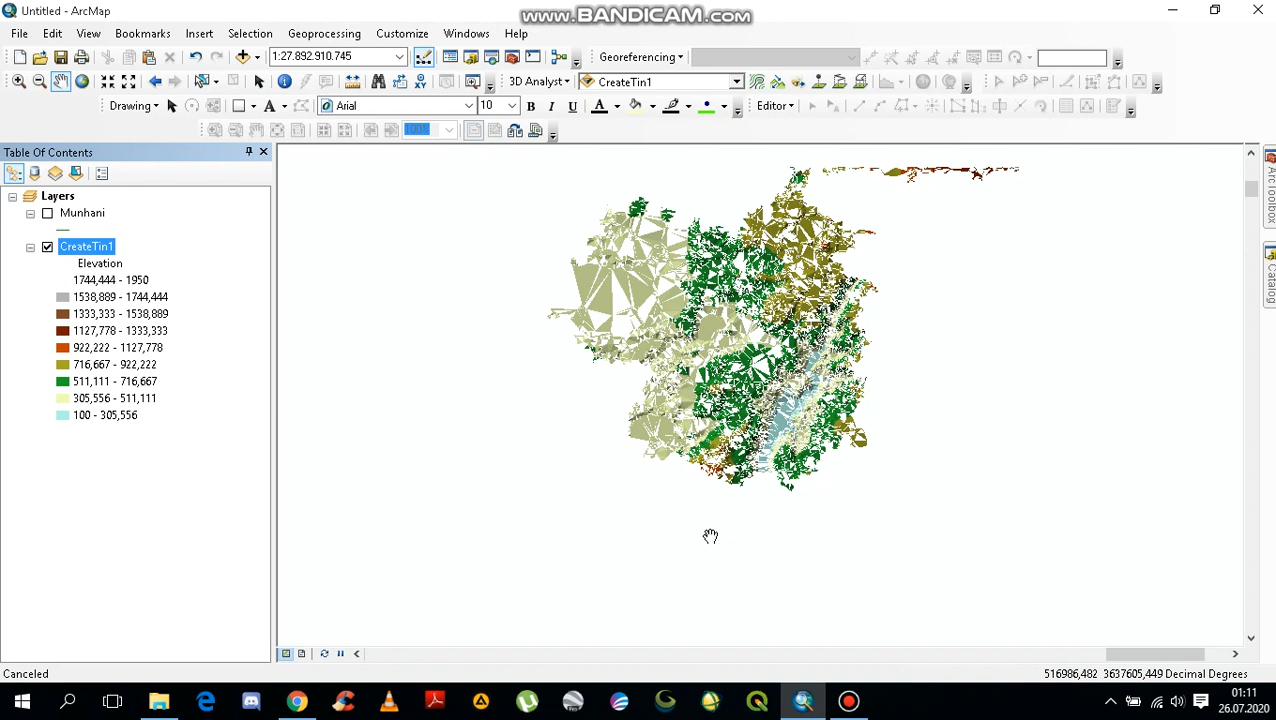 Untitled - ArcMap
www.BANDICAM.com
File Edit View Bookmarks Insert Selection Geoprocessing Customize Windows Help
1:27.892.910.745
Georeferencing
3D Analyst
CreateTin1
Drawing
A
Arial
10
B
I
U
A
Editor
100%
Table Of Contents
Layers
Munhani
CreateTin1
Elevation
1744,444 - 1950
1538,889 - 1744,444
1333,333 - 1538,889
1127,778 - 1333,333
922,222 - 1127,778
716,667 - 922,222
511,111 - 716,667
305,556 - 511,111
100 - 305,556
ArcToolbox
Catalog
Canceled
516986,482 3637605,449 Decimal Degrees
01:11
26.07.2020